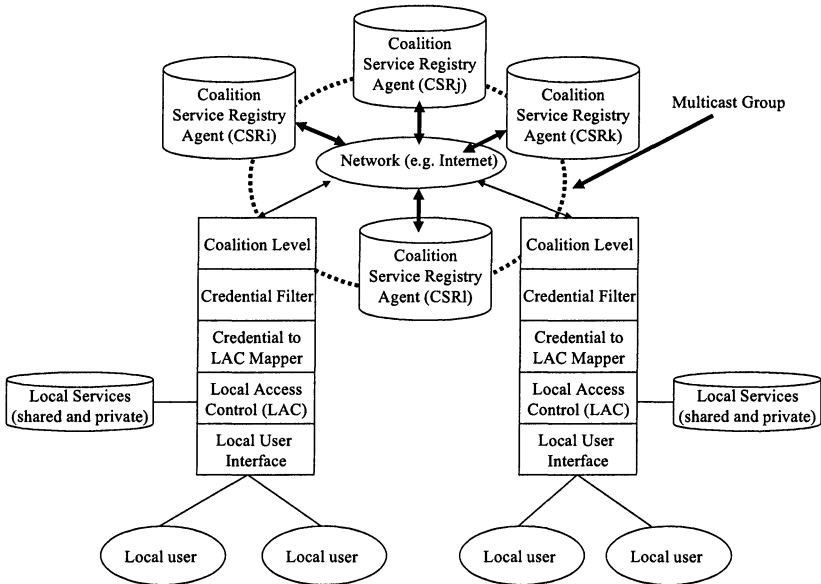 Coalition
Service Registry
Agent (CSRj)
Coalition
Service Registry
Agent (CSRi)
Coalition
Service Registry
Agent (CSRk)
Multicast Group
Network (e.g. Internet)
Coalition
Service Registry
Agent (CSRl)
Coalition Level
Credential Filter
Credential to
LAC Mapper
Local Access
Control (LAC)
Local User
Interface
Local Services
(shared and private)
Local user
Local user
Coalition Level
Credential Filter
Credential to
LAC Mapper
Local Access
Control (LAC)
Local User
Interface
Local Services
(shared and private)
Local user
Local user